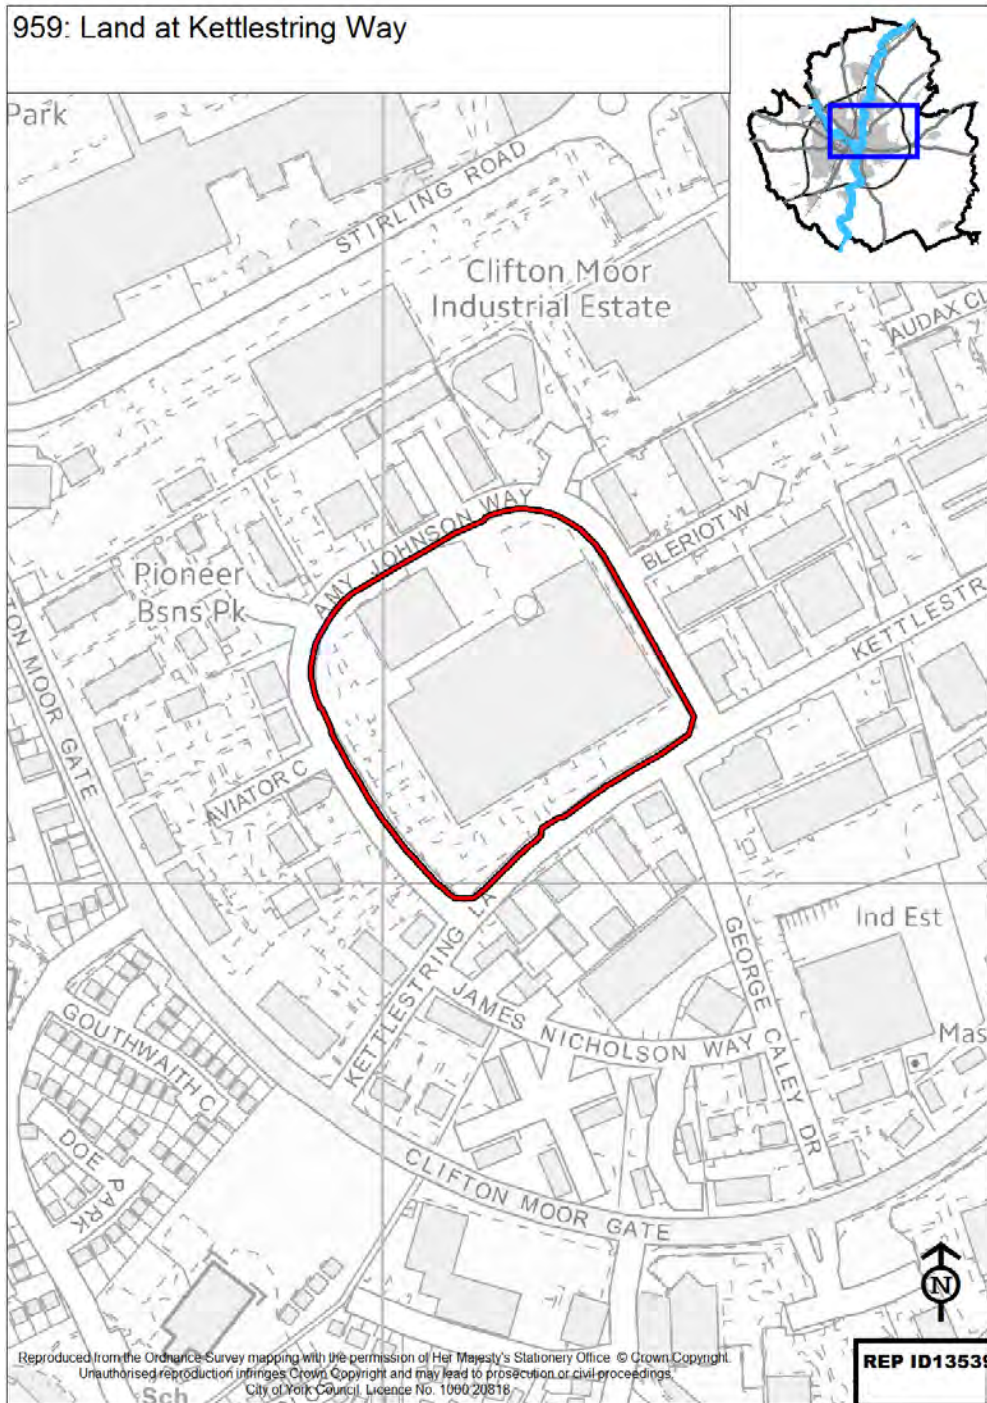 959: Land at Kettlestring Way
Park
STIRLING ROAD
Clifton Moor
Industrial Estate
AUDAX CL
AMY JOHNSON WAY
BLERIOT W
Pioneer
Bsns Pk
KETTLESTR
TON MOOR GATE
AVIATOR C
KETTLESTRING LA
Ind Est
GEORGE CALEY DR
JAMES NICHOLSON WAY
Mas
GOUTHWAITH C
DOE PARK
CLIFTON MOOR GATE
N
Reproduced from the Ordnance Survey mapping with the permission of Her Majesty's Stationery Office © Crown Copyright.
Unauthorised reproduction infringes Crown Copyright and may lead to prosecution or civil proceedings.
City of York Council. Licence No. 1000 20818
Sch
REP ID13539